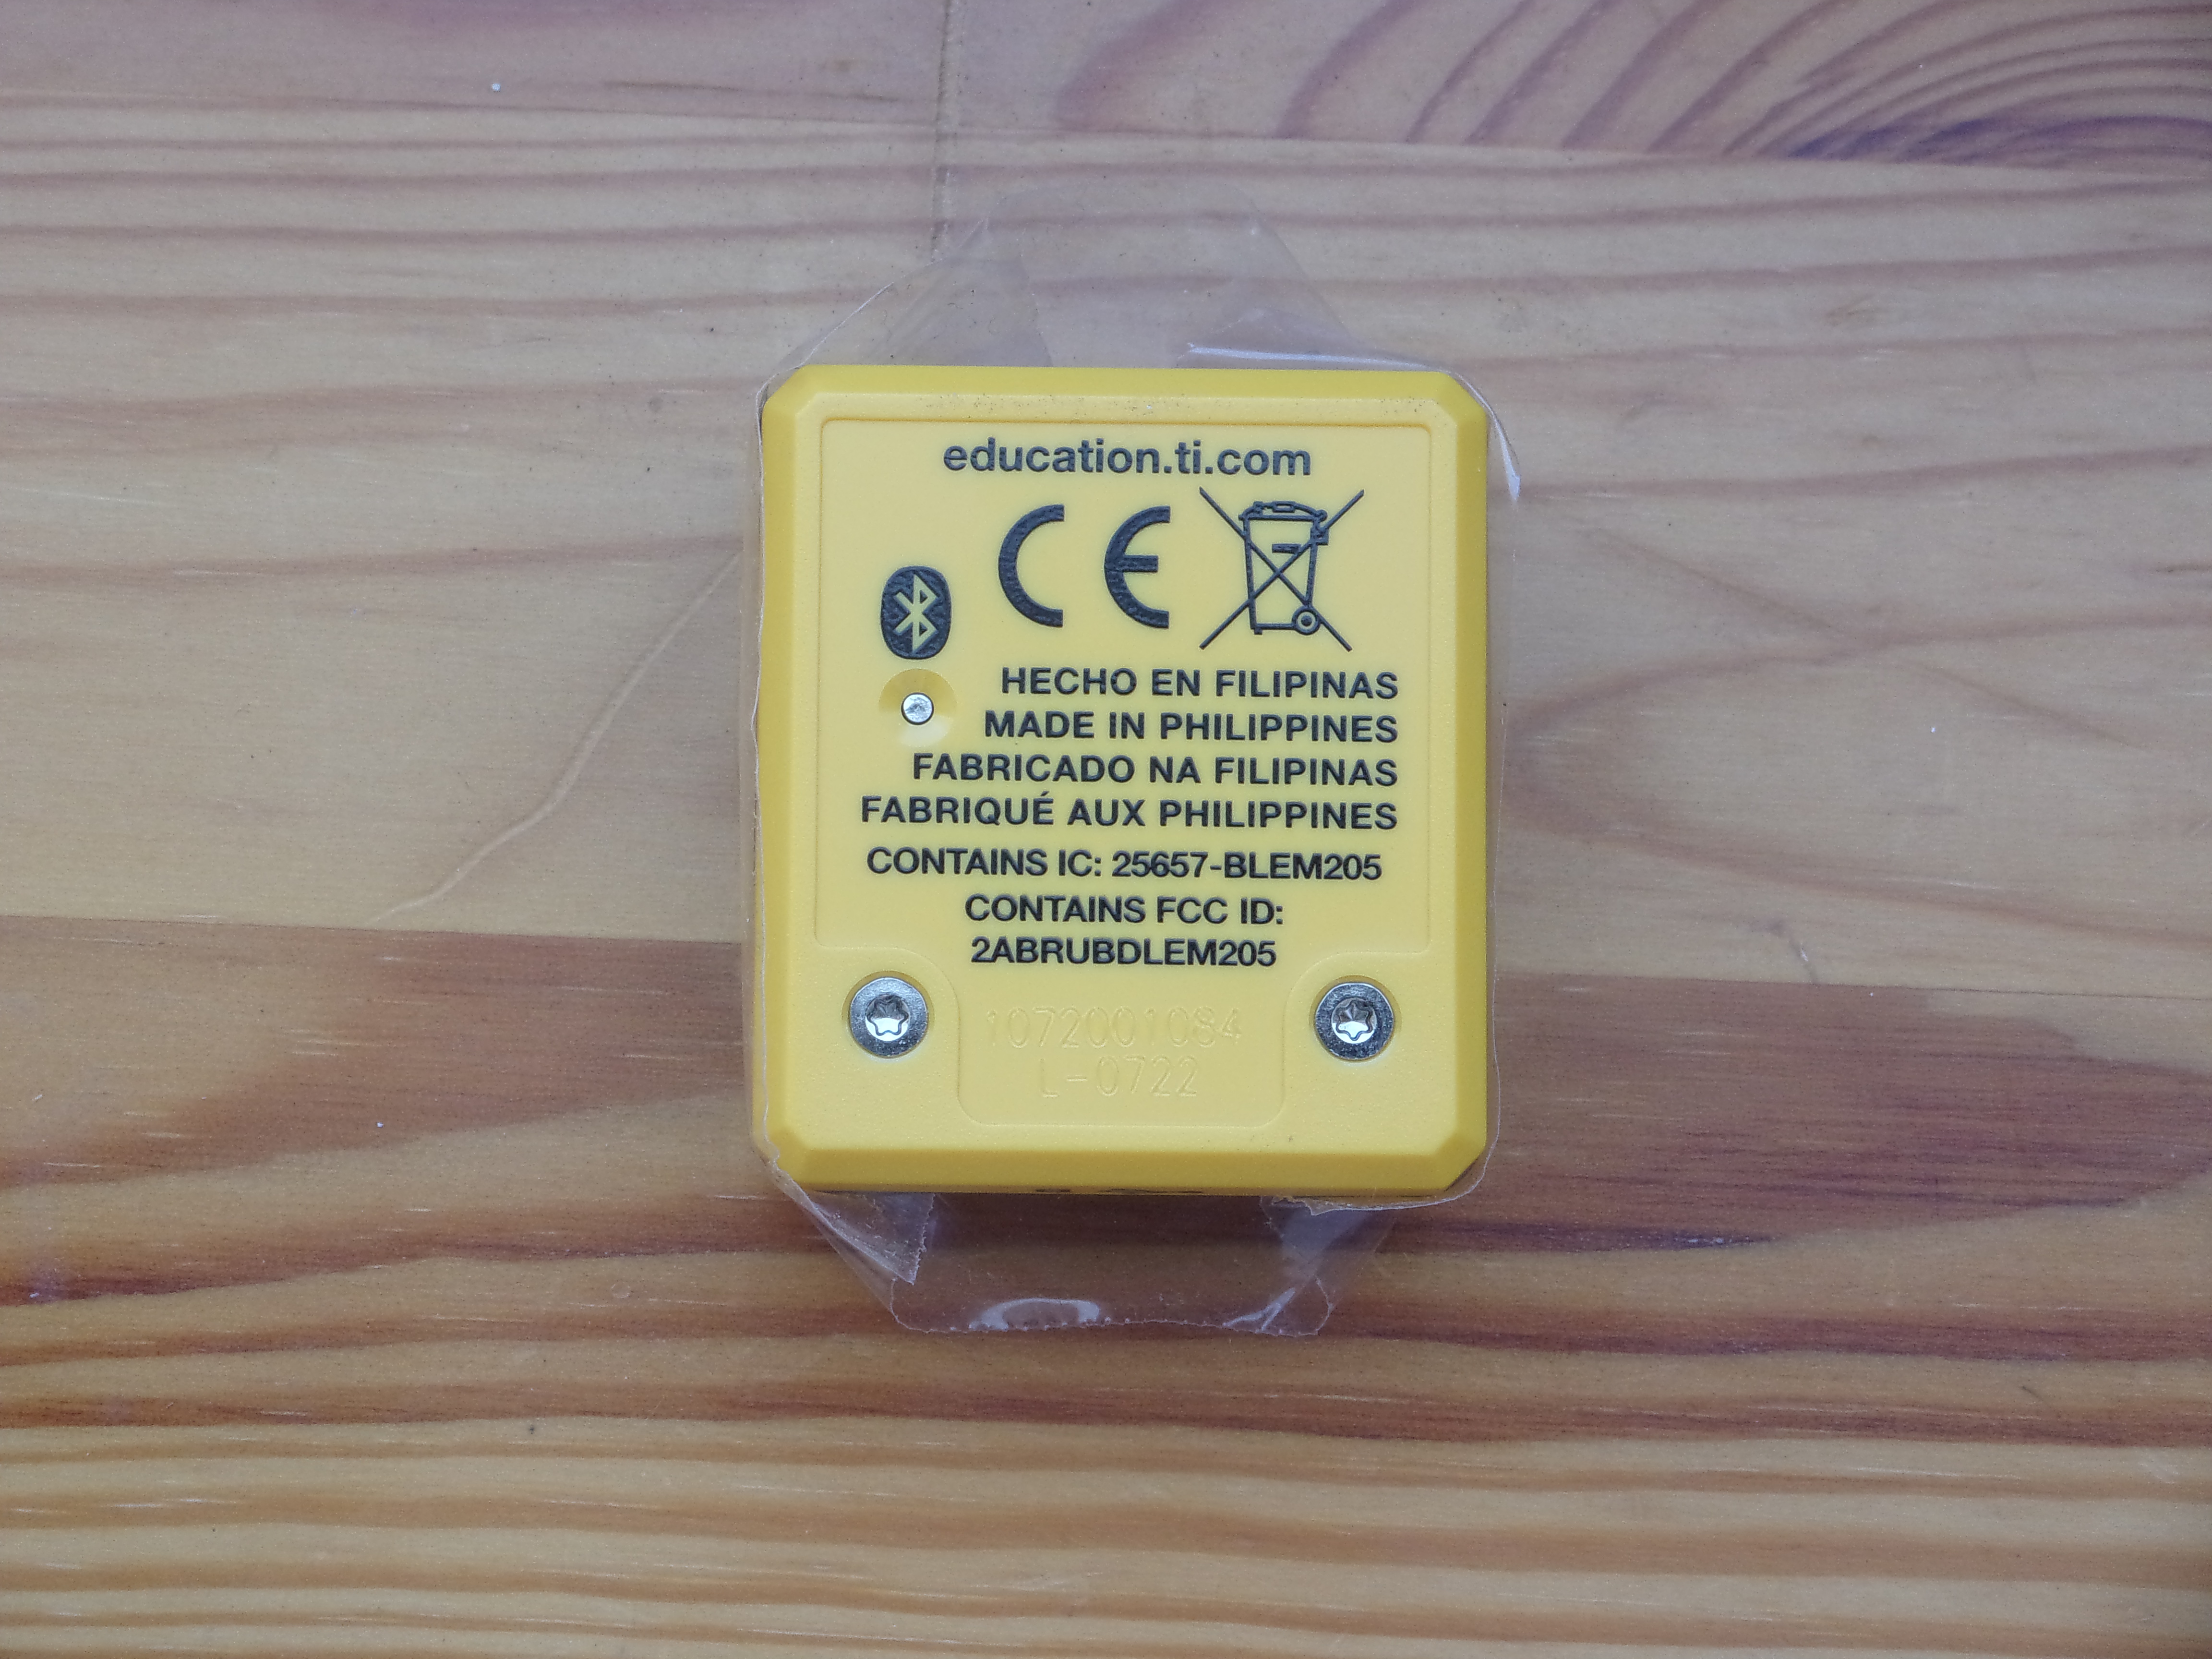 education.ti.com
CE
HECHO EN FILIPINAS
MADE IN PHILIPPINES
FABRICADO NA FILIPINAS
FABRIQUÉ AUX PHILIPPINES
CONTAINS IC: 25657-BLEM205
CONTAINS FCC ID:
2ABRUBDLEM205
1072001084
L-0722